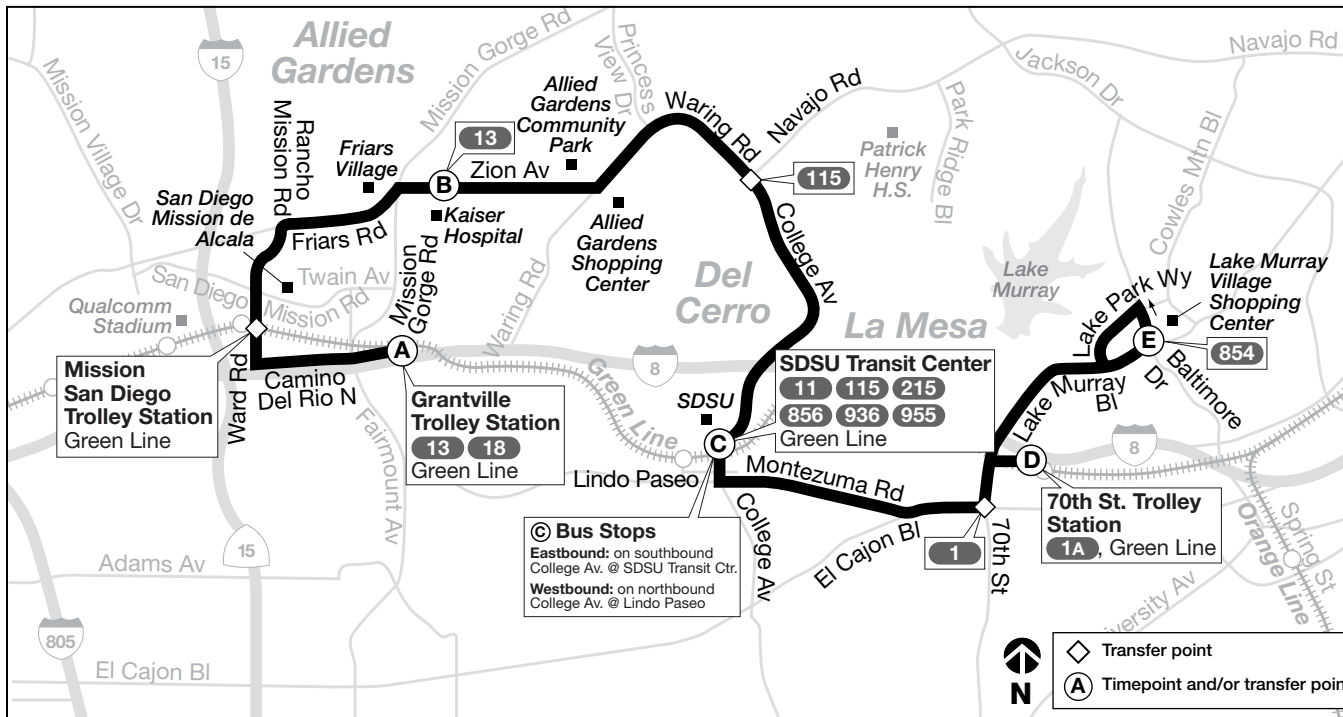 Allied
Gardens
15
Mission Village Dr
Mission Gorge Rd
Princess
View Dr
Navajo Rd
Jackson Dr
Navajo Rd
Rancho
Mission Rd
Friars
Village
13
B
Zion Av
Allied
Gardens
Community
Park
Waring Rd
115
Patrick
Henry
H.S.
Park Ridge Bl
Cowles Mtn Bl
San Diego
Mission de
Alcala
Friars Rd
Kaiser
Hospital
Allied
Gardens
Shopping
Center
College Av
Twain Av
San Diego
Mission Rd
Mission
Gorge Rd
Waring Rd
Del
Cerro
Lake
Murray
Lake Park Wy
Lake Murray
Village
Shopping
Center
Qualcomm
Stadium
A
8
La Mesa
E
854
Mission
San Diego
Trolley Station
Green Line
Ward Rd
Camino
Del Rio N
Grantville
Trolley Station
13 18
Green Line
Fairmount Av
Green Line
SDSU
C
SDSU Transit Center
11 115 215
856 936 955
Green Line
Lake Murray
Bl
Baltimore
Dr
8
D
Lindo Paseo
Montezuma Rd
College Av
El Cajon Bl
1
70th St
70th St. Trolley
Station
1A, Green Line
Orange Line
Spring St
C Bus Stops
Eastbound: on southbound
College Av. @ SDSU Transit Ctr.
Westbound: on northbound
College Av. @ Lindo Paseo
15
Adams Av
805
El Cajon Bl
versity Av
N
Transfer point
A Timepoint and/or transfer poin